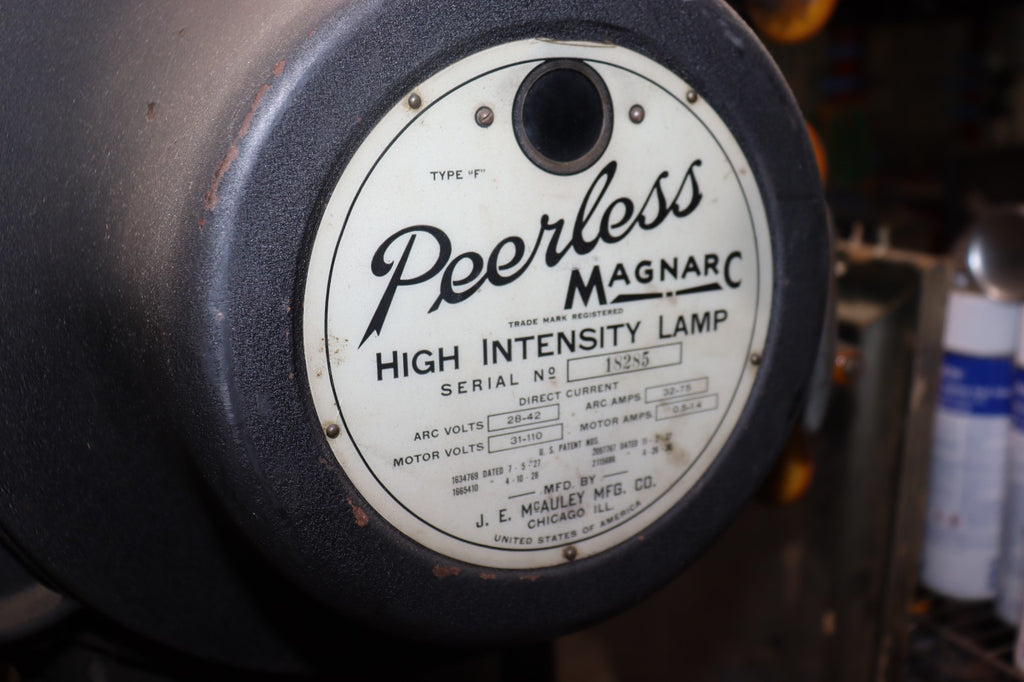 TYPE "F"
Peerless
MAGNARC
TRADE MARK REGISTERED
HIGH INTENSITY LAMP
SERIAL Nº 18285
DIRECT CURRENT
ARC VOLTS 28-42 ARC AMPS 32-75
MOTOR VOLTS 31-110 MOTOR AMPS 0.5-1.4
U. S. PATENT NOS.
1634769 DATED 7-5-'27 DATED
1665410 " 4-10-28
MFD. BY
J. E. MCAULEY MFG. CO.
CHICAGO ILL.
UNITED STATES OF AMERICA